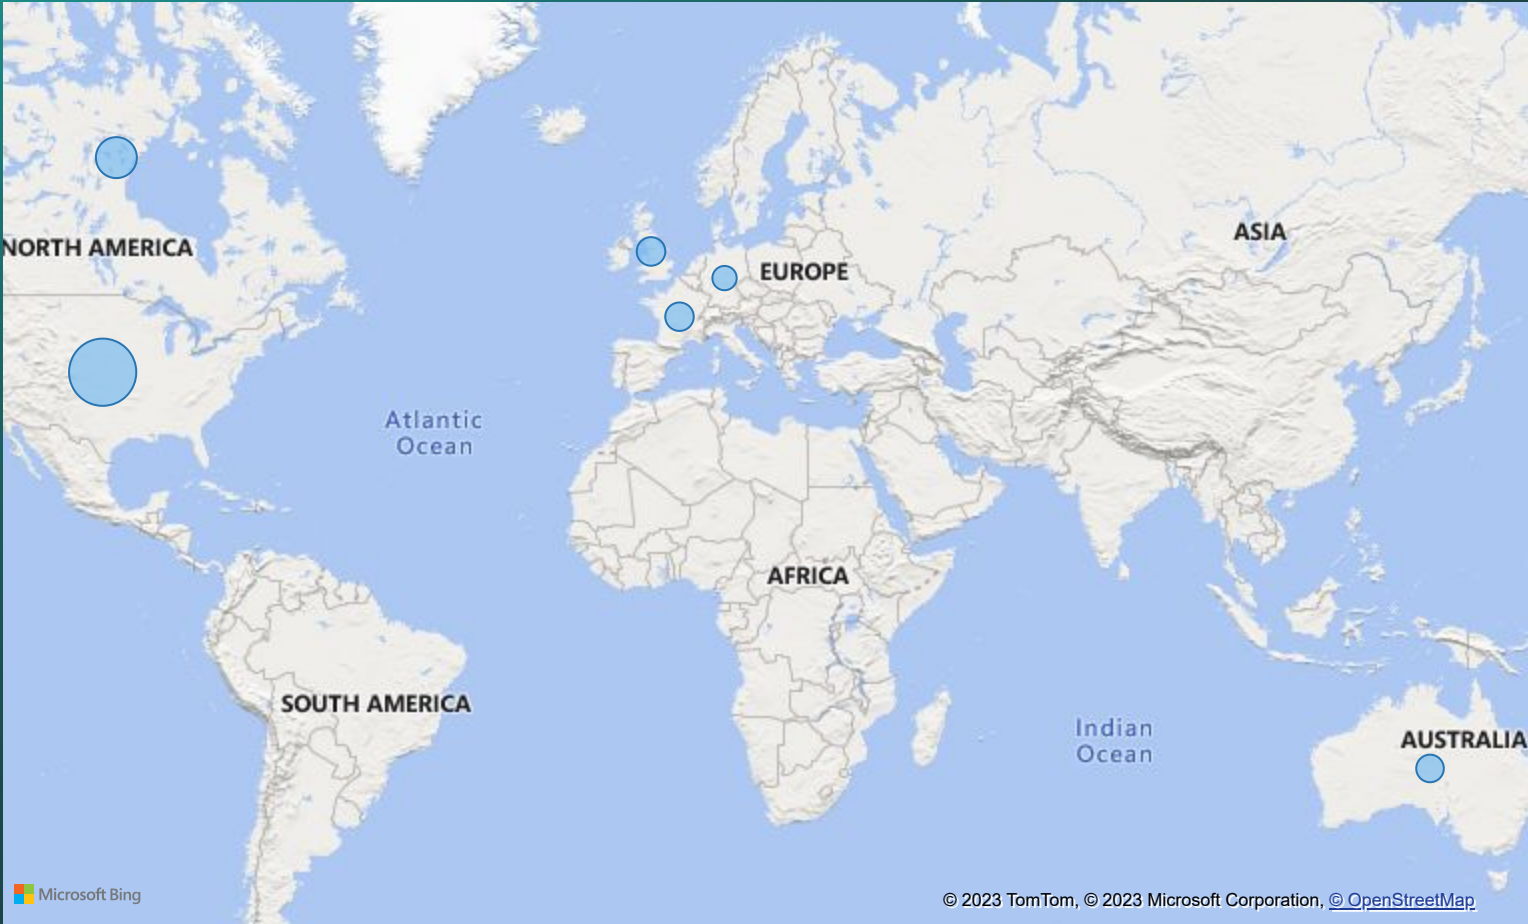 ASIA
NORTH AMERICA
EUROPE
Atlantic
Ocean
AFRICA
SOUTH AMERICA
Indian
Ocean
AUSTRALIA
Microsoft Bing
© 2023 TomTom, © 2023 Microsoft Corporation, © OpenStreetMap